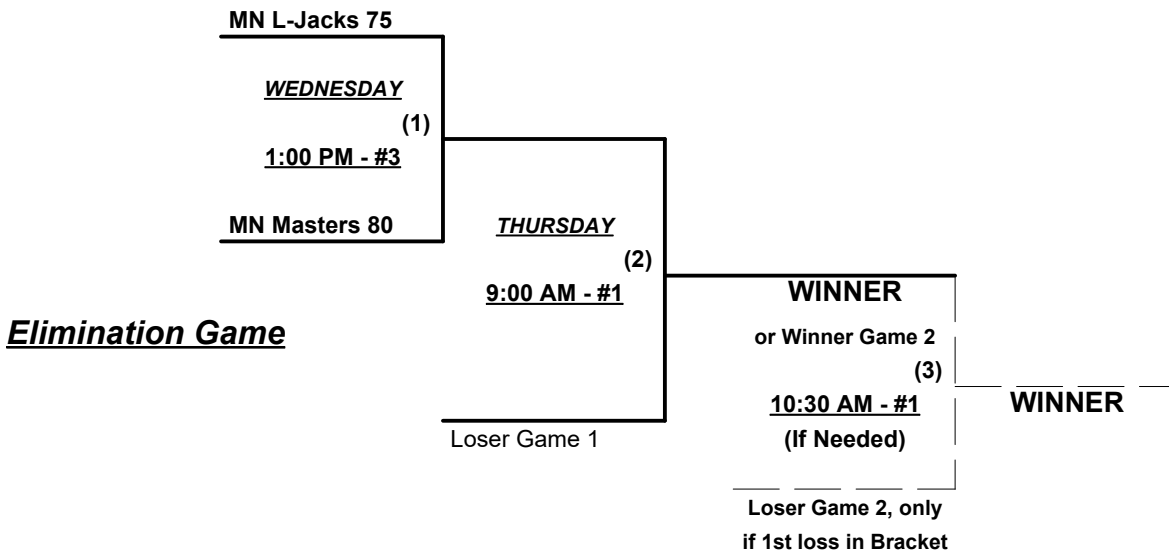 MN L-Jacks 75
WEDNESDAY
(1)
1:00 PM - #3
MN Masters 80
THURSDAY
(2)
9:00 AM - #1
WINNER
Elimination Game
or Winner Game 2
(3)
10:30 AM - #1
WINNER
Loser Game 1
(If Needed)
Loser Game 2, only
if 1st loss in Bracket